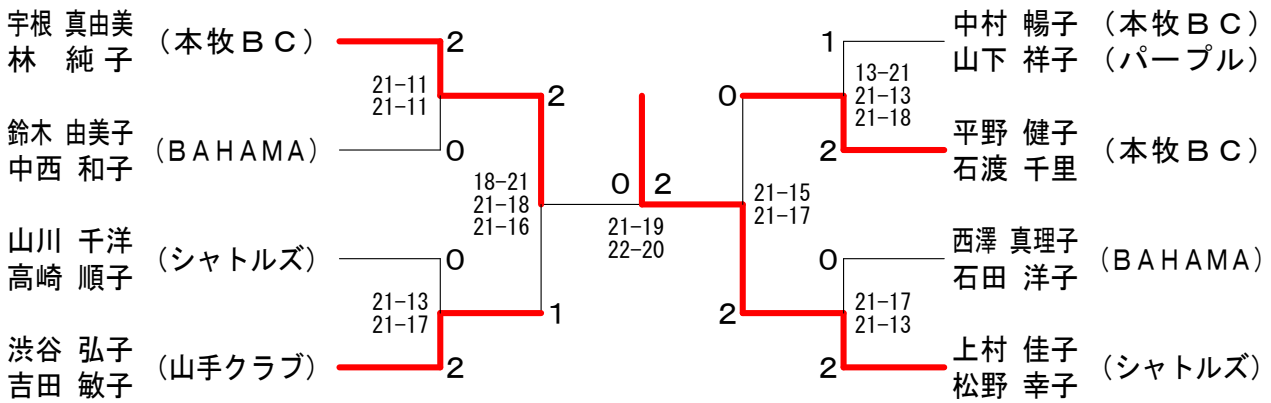 宇根 真由美
林 純子
(本牧BC)
2
21-11
21-11
鈴木 由美子
中西 和子
(BAHAMA)
0
2
18-21
21-18
21-16
山川 千洋
高崎 順子
(シャトルズ)
0
21-13
21-17
渋谷 弘子
吉田 敏子
(山手クラブ)
2
1
0 2
21-19
22-20
0
21-15
21-17
2
1
13-21
21-13
21-18
2
中村 暢子 (本牧BC)
山下 祥子 (パープル)
平野 健子
石渡 千里
(本牧BC)
0
21-17
21-13
2
西澤 真理子
石田 洋子
(BAHAMA)
上村 佳子
松野 幸子
(シャトルズ)